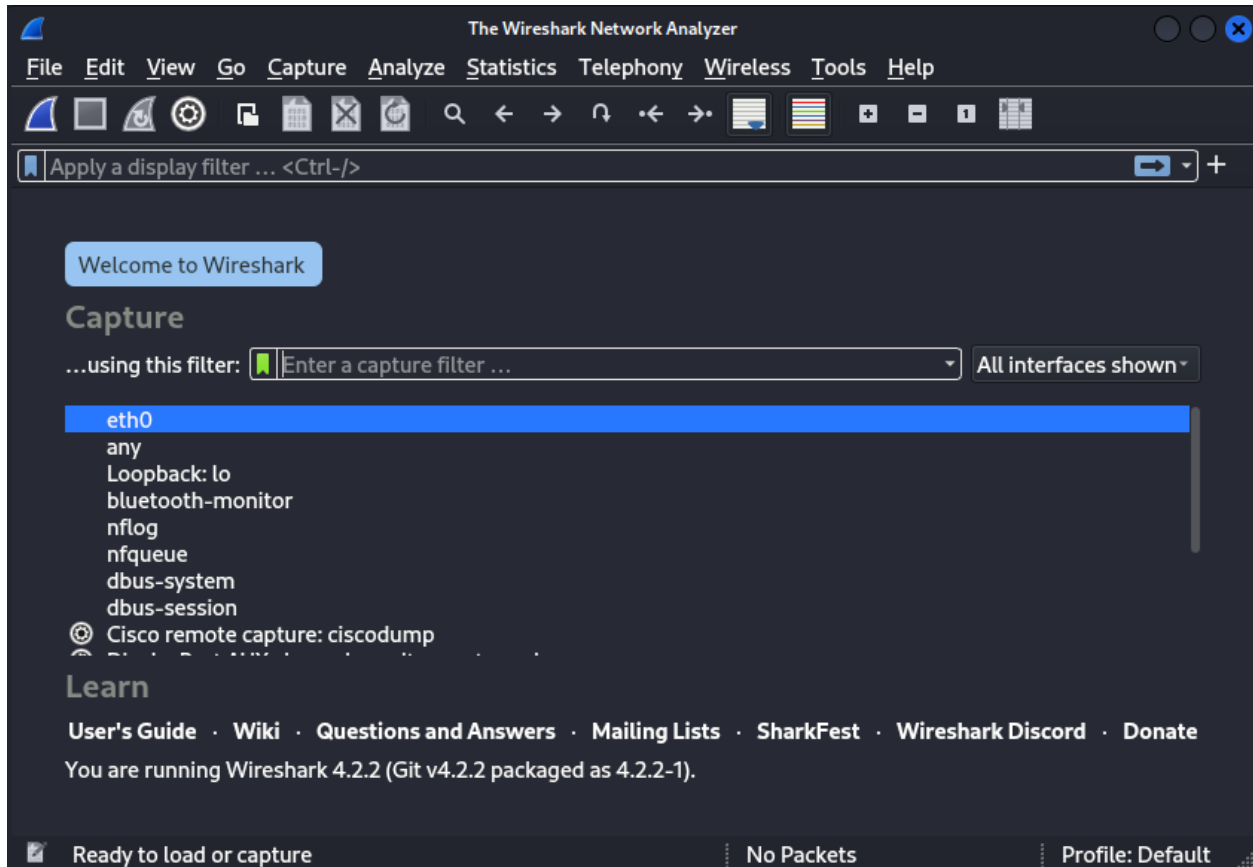 The Wireshark Network Analyzer
File Edit View Go Capture Analyze Statistics Telephony Wireless Tools Help
1
Apply a display filter … <Ctrl-/>
+
Welcome to Wireshark
Capture
…using this filter: Enter a capture filter … All interfaces shown
eth0
any
Loopback: lo
bluetooth-monitor
nflog
nfqueue
dbus-system
dbus-session
Cisco remote capture: ciscodump
Learn
User's Guide · Wiki · Questions and Answers · Mailing Lists · SharkFest · Wireshark Discord · Donate
You are running Wireshark 4.2.2 (Git v4.2.2 packaged as 4.2.2-1).
Ready to load or capture No Packets Profile: Default